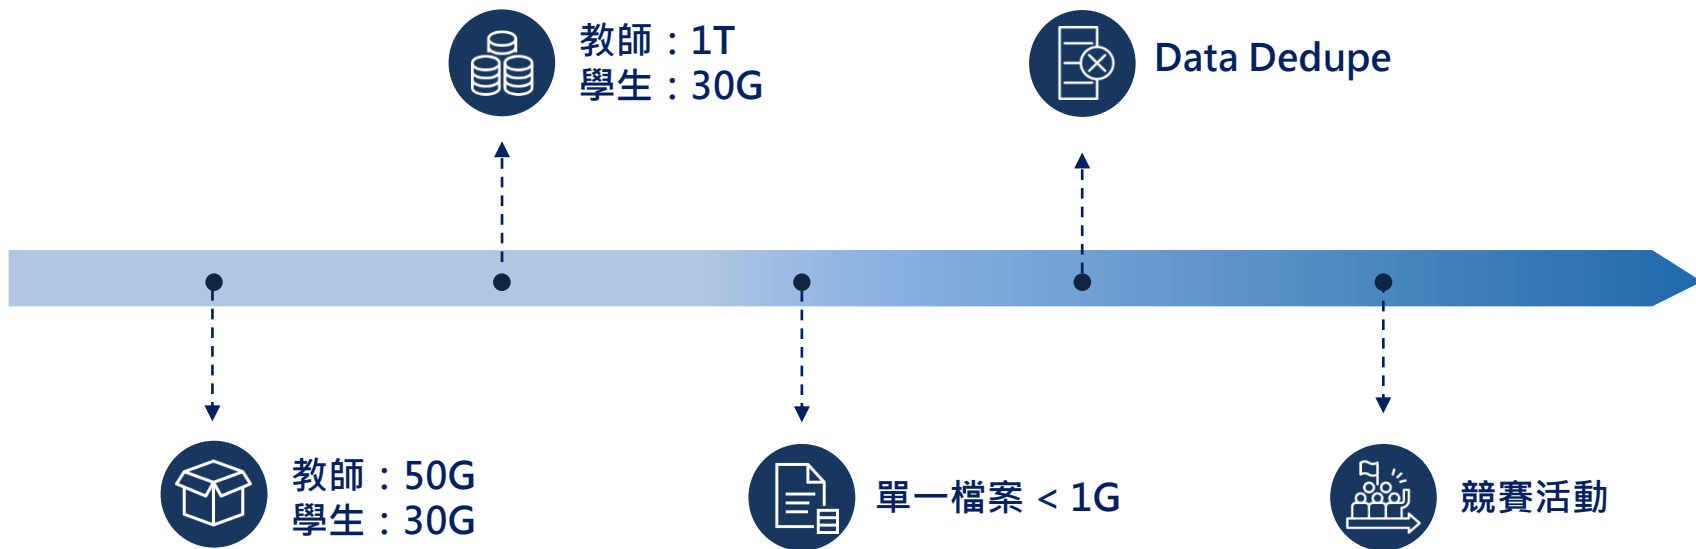 教師：1T
學生：30G
Data Dedupe
教師：50G
學生：30G
單一檔案 < 1G
競賽活動